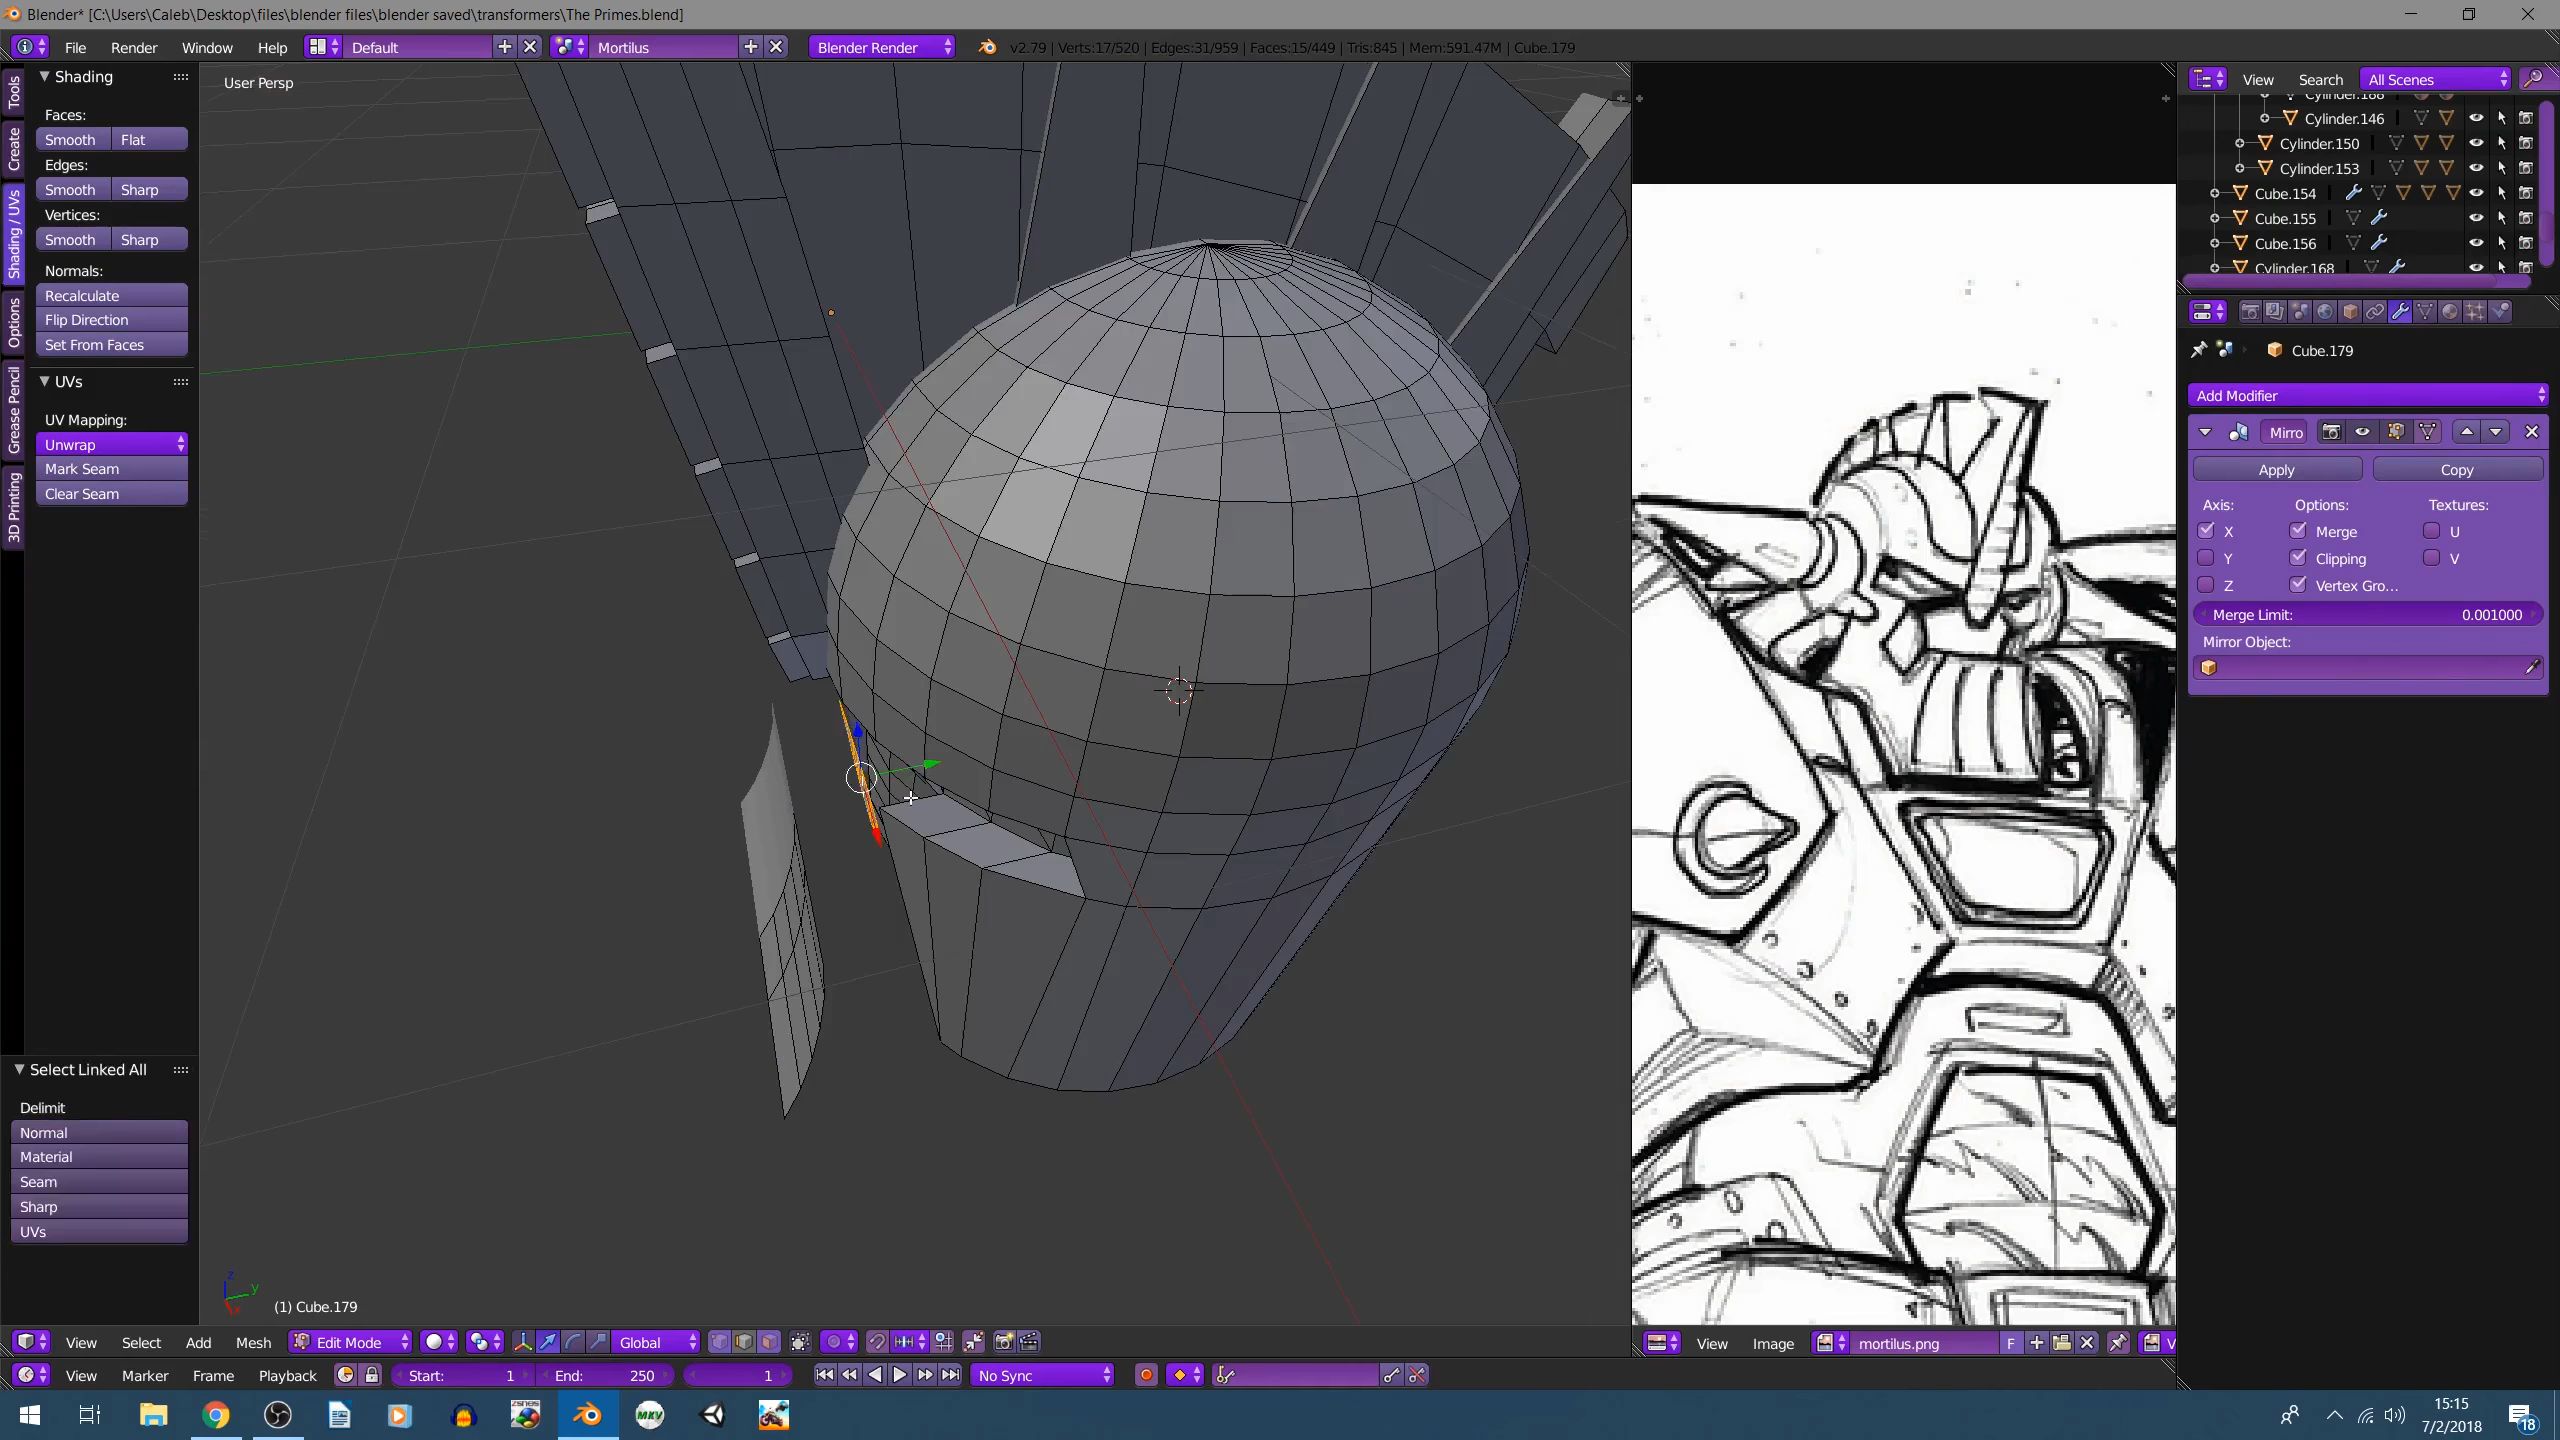 Blender* [C:\Users\Caleb\Desktop\files\blender files\blender saved\transformers\The Primes.blend]
File Render Window Help Default Mortilus Blender Render v2.79 | Verts:17/520 | Edges:31/959 | Faces:15/449 | Tris:845 | Mem:591.47M | Cube.179
Tools
Create
Shading / UVs
Options
Grease Pencil
3D Printing
Shading
Faces:
Smooth Flat
Edges:
Smooth Sharp
Vertices:
Smooth Sharp
Normals:
Recalculate
Flip Direction
Set From Faces
UVs
UV Mapping:
Unwrap
Mark Seam
Clear Seam
Select Linked All
Delimit
Normal
Material
Seam
Sharp
UVs
User Persp
z
y
x
(1) Cube.179
View Select Add Mesh Edit Mode Global
View Image mortilus.png F V
View Marker Frame Playback Start: 1 End: 250 1 No Sync
View Search All Scenes
Cylinder.188
Cylinder.146
Cylinder.150
Cylinder.153
Cube.154
Cube.155
Cube.156
Cylinder.168
Cube.179
Add Modifier
Mirro
Apply Copy
Axis: Options: Textures:
X Merge U
Y Clipping V
Z Vertex Gro...
Merge Limit: 0.001000
Mirror Object:
ZSNES
MKV
15:15
7/2/2018
18